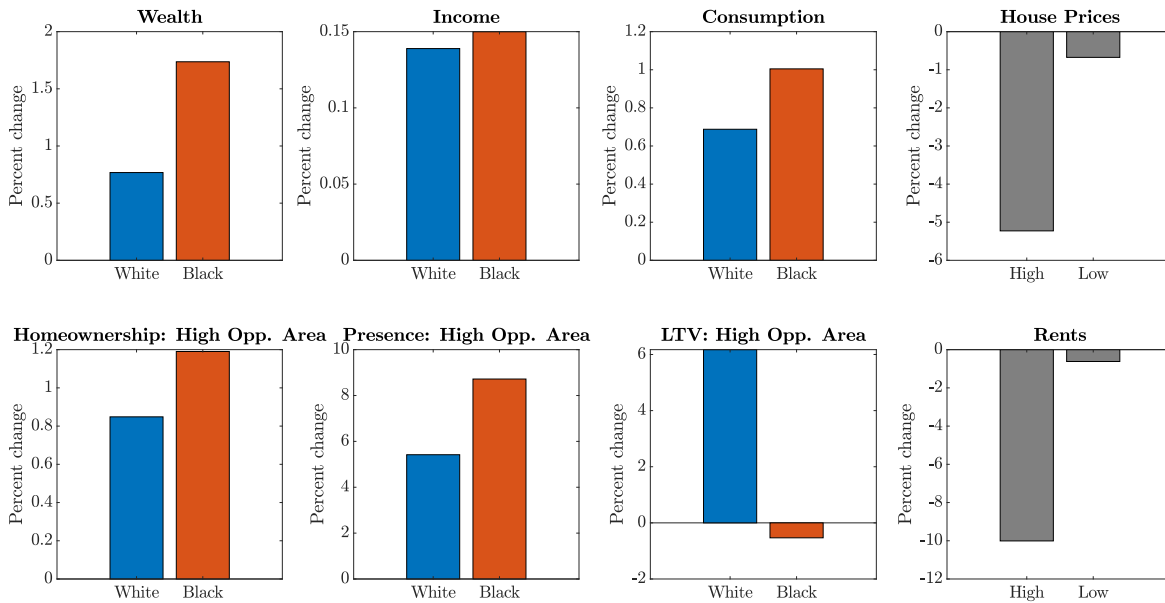 Wealth
Percent change
2
1.5
1
0.5
0
White Black
Income
Percent change
0.15
0.1
0.05
0
White Black
Consumption
Percent change
1.2
1
0.8
0.6
0.4
0.2
0
White Black
House Prices
Percent change
0
-1
-2
-3
-4
-5
-6
High Low
Homeownership: High Opp. Area
Percent change
1.2
1
0.8
0.6
0.4
0.2
0
White Black
Presence: High Opp. Area
Percent change
10
8
6
4
2
0
White Black
LTV: High Opp. Area
Percent change
6
4
2
0
-2
White Black
Rents
Percent change
0
-2
-4
-6
-8
-10
-12
High Low